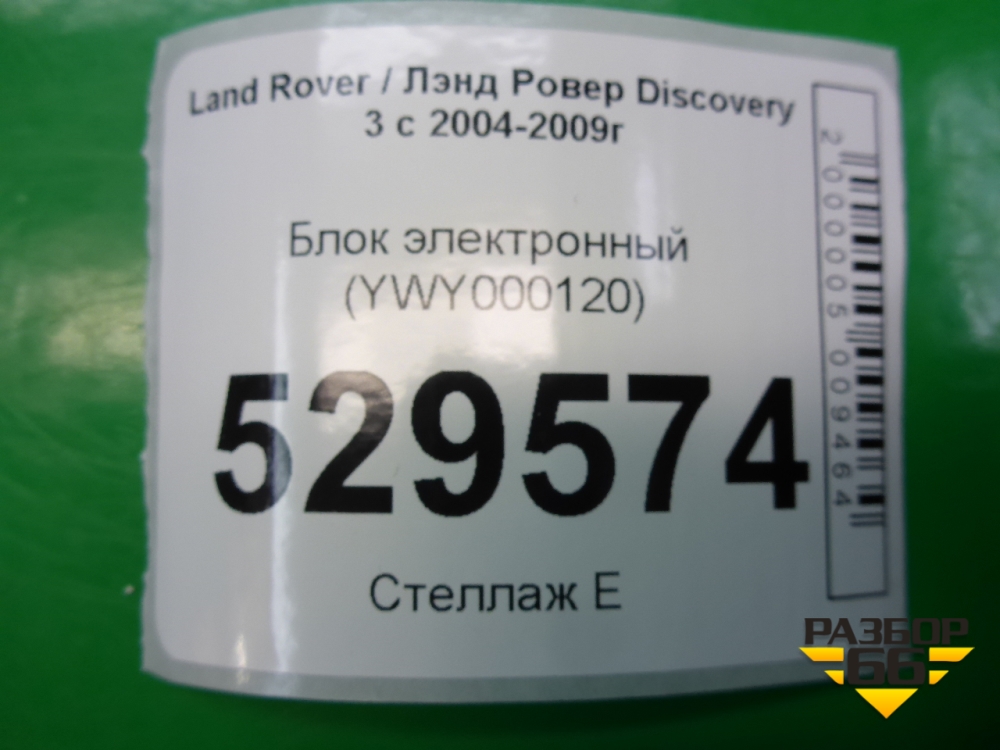 Land Rover / Лэнд Ровер Discovery
3 с 2004-2009г
Блок электронный
(YWY000120)
529574
Стеллаж Е
2000005009464
РАЗБОР
66